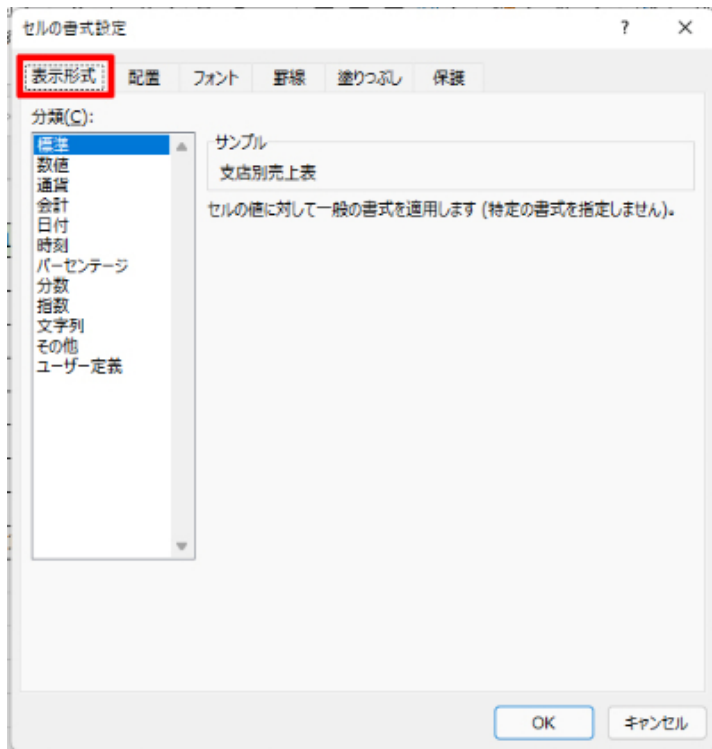 セルの書式設定
? ×
表示形式 配置 フォント 罫線 塗りつぶし 保護
分類(C):
標準
数値
通貨
会計
日付
時刻
パーセンテージ
分数
指数
文字列
その他
ユーザー定義
サンプル
支店別売上表
セルの値に対して一般の書式を適用します (特定の書式を指定しません)。
OK キャンセル